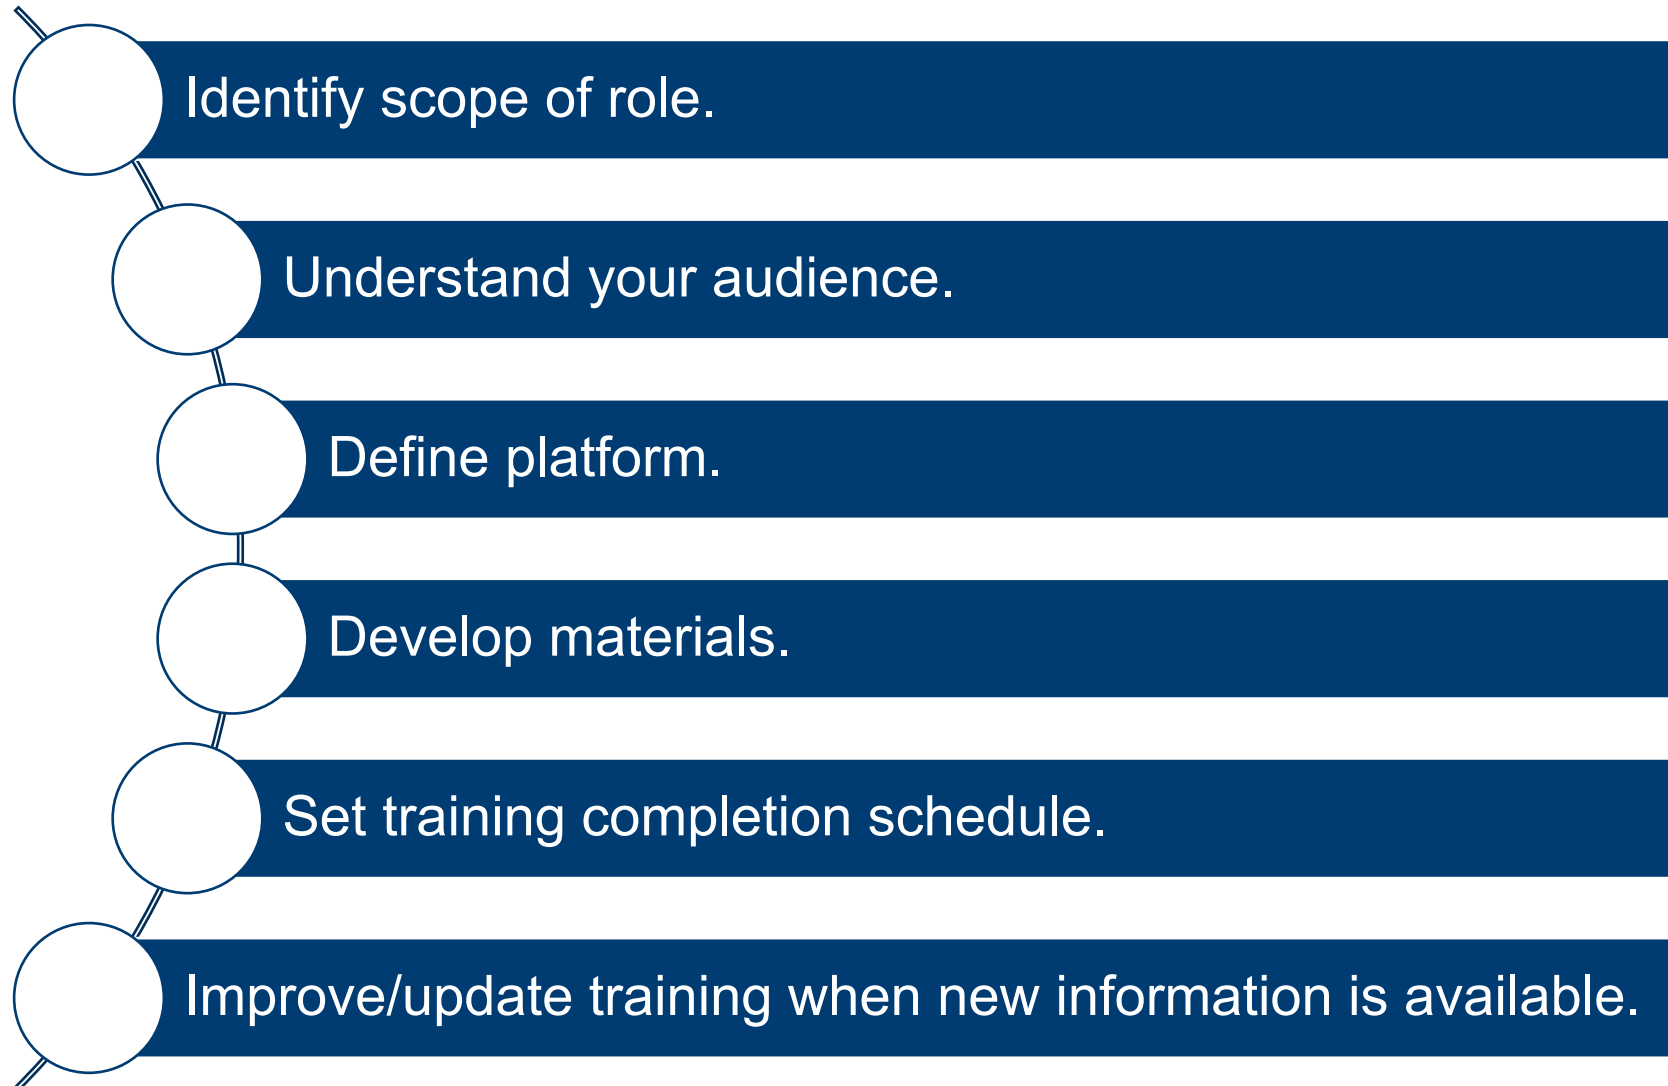 Identify scope of role.
Understand your audience.
Define platform.
Develop materials.
Set training completion schedule.
Improve/update training when new information is available.